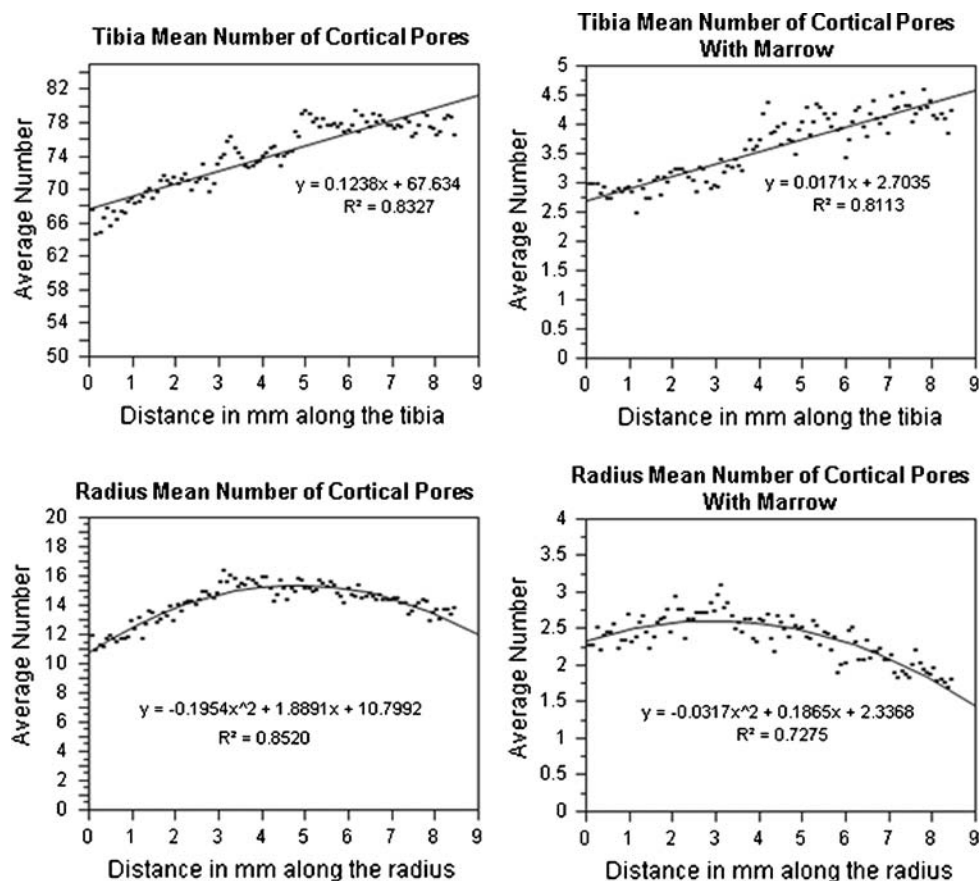 Tibia Mean Number of Cortical Pores
82
78
74
70
66
62
58
54
50
Average Number
y = 0.1238x + 67.634
R² = 0.8327
0 1 2 3 4 5 6 7 8 9
Distance in mm along the tibia
Tibia Mean Number of Cortical Pores
With Marrow
5
4.5
4
3.5
3
2.5
2
1.5
1
0.5
0
Average Number
y = 0.0171x + 2.7035
R² = 0.8113
0 1 2 3 4 5 6 7 8 9
Distance in mm along the tibia
Radius Mean Number of Cortical Pores
20
18
16
14
12
10
9
8
7
6
5
4
3
2
1
0
Average Number
y = -0.1954x^2 + 1.8891x + 10.7992
R² = 0.8520
0 1 2 3 4 5 6 7 8 9
Distance in mm along the radius
Radius Mean Number of Cortical Pores
With Marrow
4
3.5
3
2.5
2
1.5
1
0.5
0
Average Number
y = -0.0317x^2 + 0.1865x + 2.3368
R² = 0.7275
0 1 2 3 4 5 6 7 8 9
Distance in mm along the radius